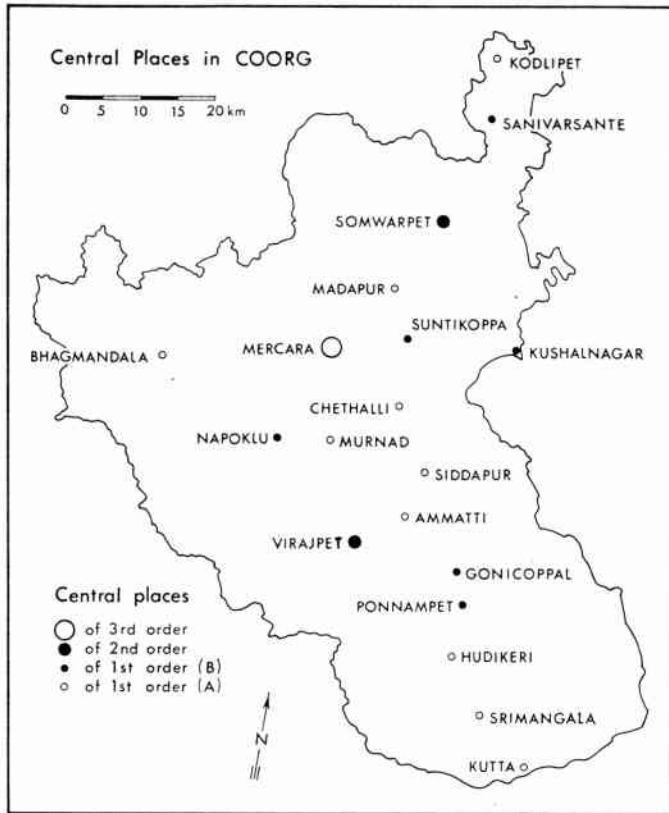 Central Places in COORG
0 5 10 15 20 km
KODLIPET
SANIVARSANTE
SOMWARPET
MADAPUR
SUNTIKOPPA
MERCARA
KUSHALNAGAR
BHAGMANDALA
CHETHALLI
NAPOKLU
MURNAD
SIDDAPUR
AMMATTI
VIRAJPET
GONICOPPAL
PONNAMPET
HUDIKERI
SRIMANGALA
KUTTA
Central places
of 3rd order
of 2nd order
of 1st order (B)
of 1st order (A)
N